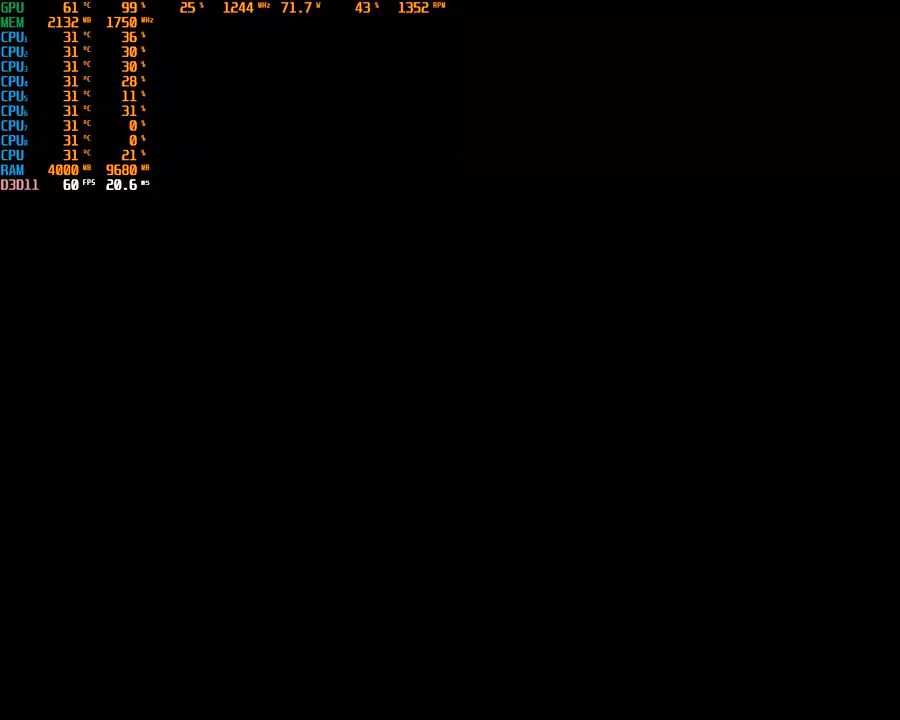 GPU 61 °C 99 % 25 % 1244 MHz 71.7 W 43 % 1352 RPM
MEM 2132 MB 1750 MHz
CPU1 31 °C 36 %
CPU2 31 °C 30 %
CPU3 31 °C 30 %
CPU4 31 °C 28 %
CPU5 31 °C 11 %
CPU6 31 °C 31 %
CPU7 31 °C 0 %
CPU8 31 °C 0 %
CPU 31 °C 21 %
RAM 4000 MB 9680 MB
D3D11 60 FPS 20.6 ms